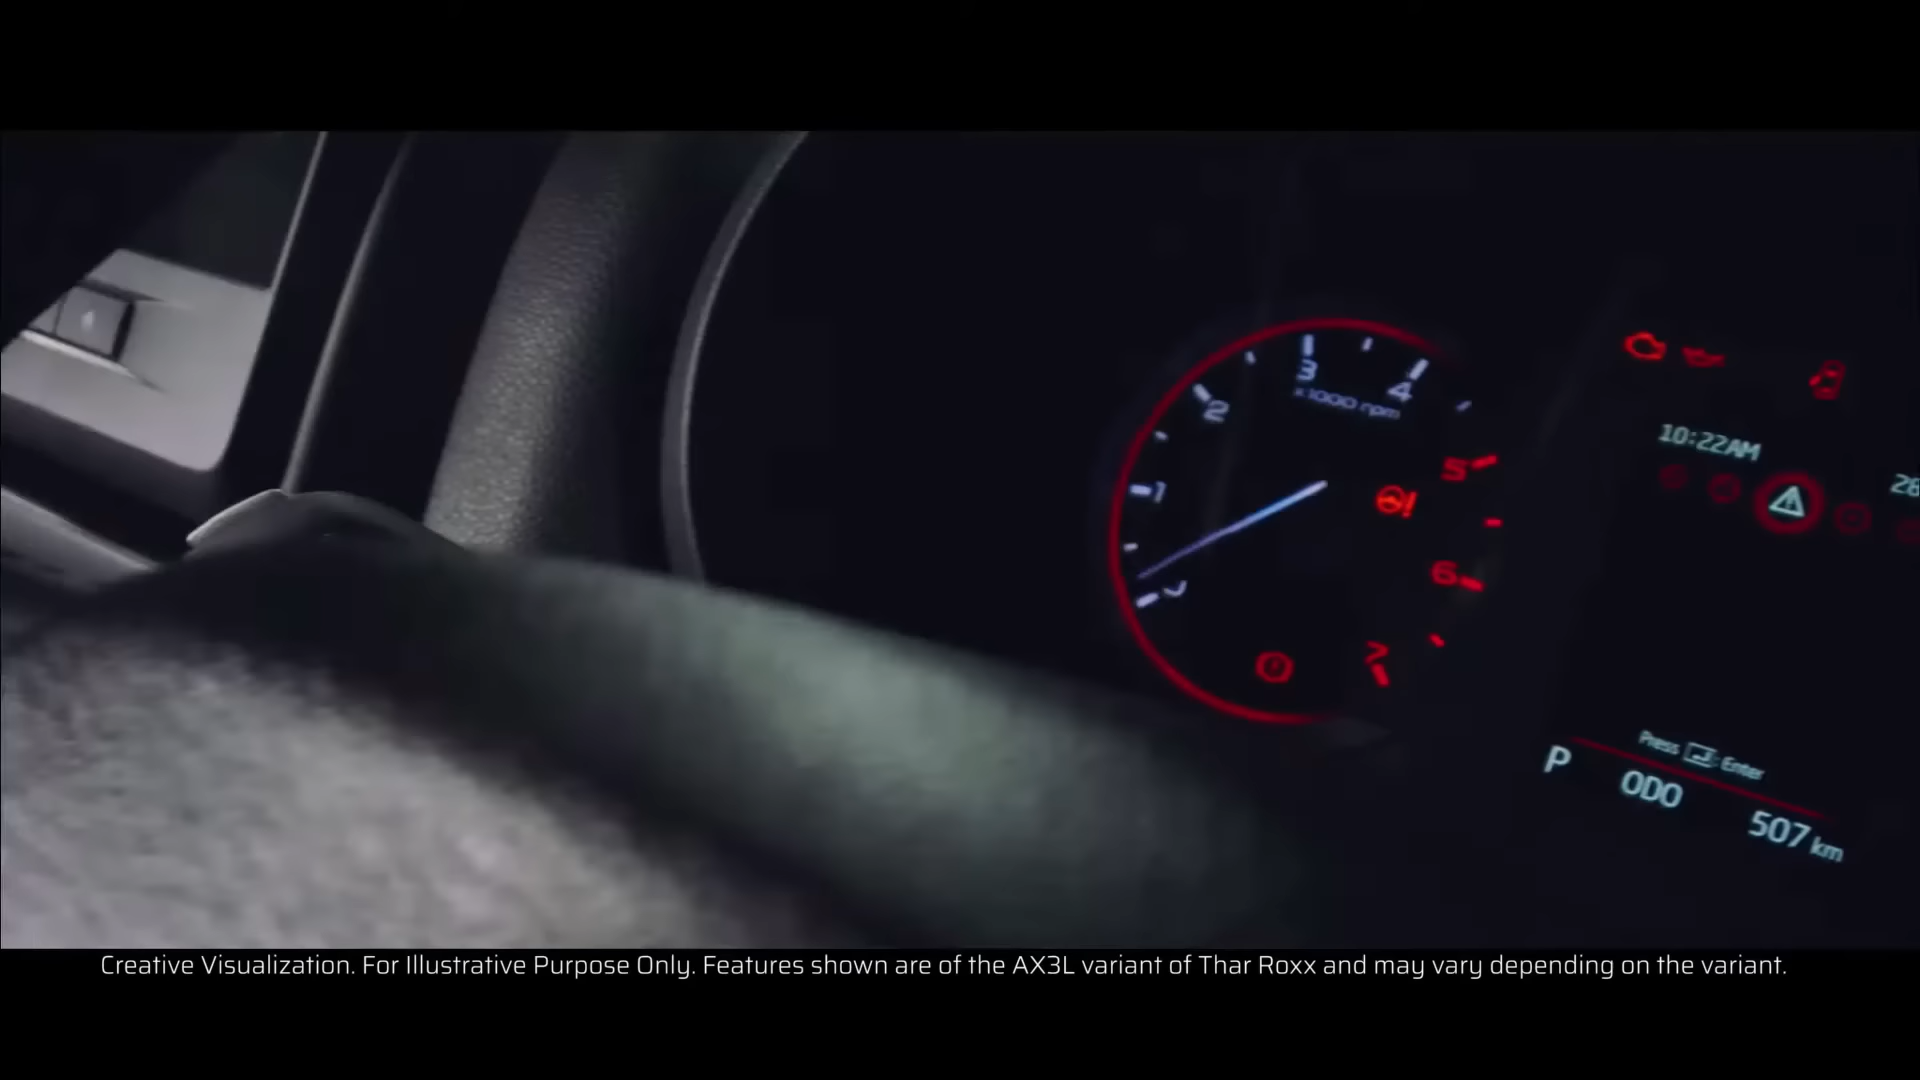 3
4
x1000 rpm
2
5
1
6
7
10:22AM
28
Press Enter
P
ODO
507 km
Creative Visualization. For Illustrative Purpose Only. Features shown are of the AX3L variant of Thar Roxx and may vary depending on the variant.